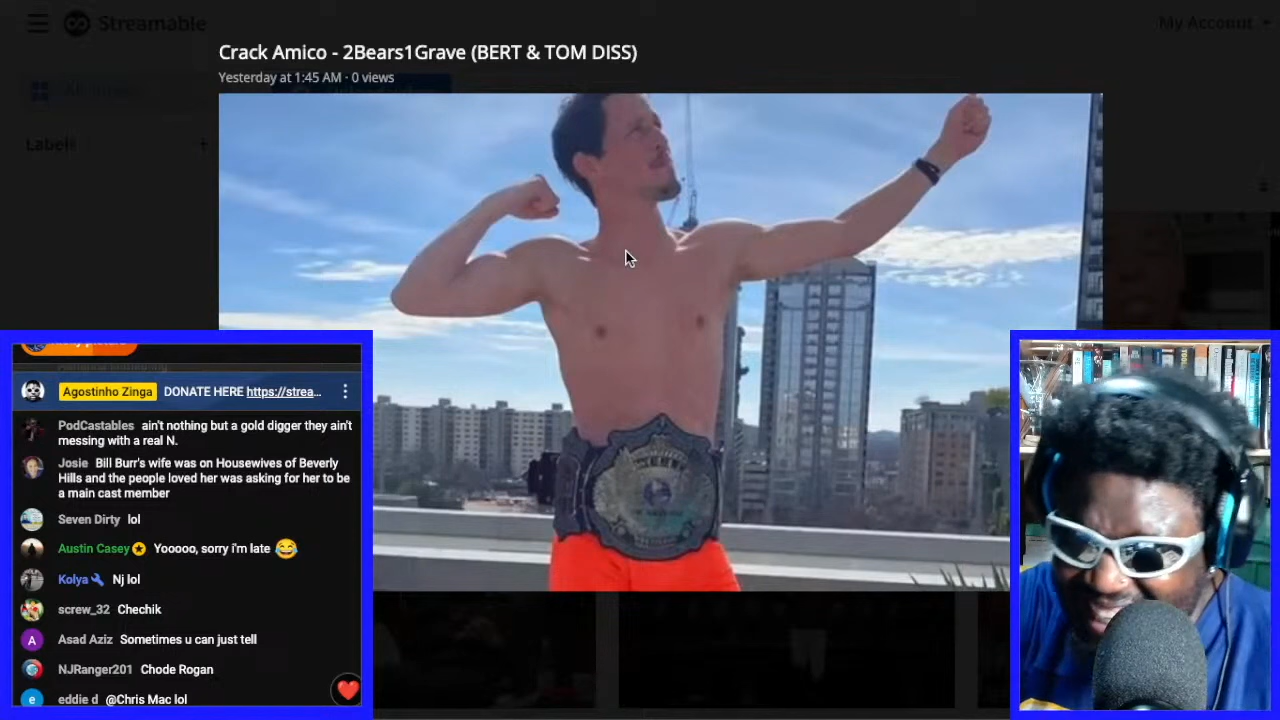 Streamable
My Account
Crack Amico - 2Bears1Grave (BERT & TOM DISS)
Yesterday at 1:45 AM · 0 views
Labels
+
Agostinho Zinga DONATE HERE https://strea...
PodCastables ain't nothing but a gold digger they ain't
messing with a real N.
Josie Bill Burr's wife was on Housewives of Beverly
Hills and the people loved her was asking for her to be
a main cast member
Seven Dirty lol
Austin Casey Yooooo, sorry i'm late 😂
Kolya Nj lol
screw_32 Chechik
A Asad Aziz Sometimes u can just tell
NJRanger201 Chode Rogan
e eddie d @Chris Mac lol